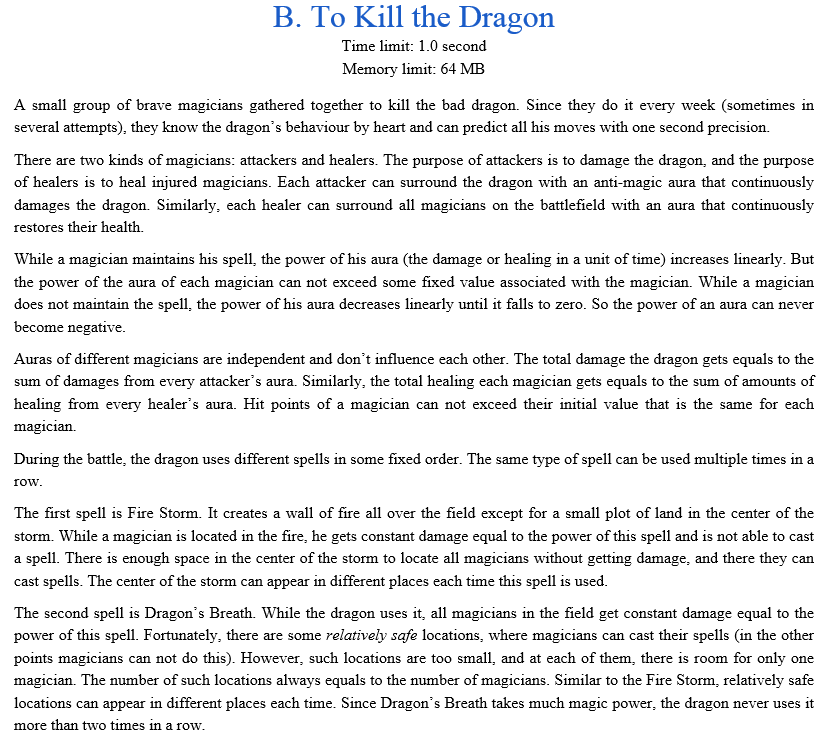 B. To Kill the Dragon
Time limit: 1.0 second
Memory limit: 64 MB
A small group of brave magicians gathered together to kill the bad dragon. Since they do it every week (sometimes in
several attempts), they know the dragon’s behaviour by heart and can predict all his moves with one second precision.
There are two kinds of magicians: attackers and healers. The purpose of attackers is to damage the dragon, and the purpose
of healers is to heal injured magicians. Each attacker can surround the dragon with an anti-magic aura that continuously
damages the dragon. Similarly, each healer can surround all magicians on the battlefield with an aura that continuously
restores their health.
While a magician maintains his spell, the power of his aura (the damage or healing in a unit of time) increases linearly. But
the power of the aura of each magician can not exceed some fixed value associated with the magician. While a magician
does not maintain the spell, the power of his aura decreases linearly until it falls to zero. So the power of an aura can never
become negative.
Auras of different magicians are independent and don’t influence each other. The total damage the dragon gets equals to the
sum of damages from every attacker’s aura. Similarly, the total healing each magician gets equals to the sum of amounts of
healing from every healer’s aura. Hit points of a magician can not exceed their initial value that is the same for each
magician.
During the battle, the dragon uses different spells in some fixed order. The same type of spell can be used multiple times in a
row.
The first spell is Fire Storm. It creates a wall of fire all over the field except for a small plot of land in the center of the
storm. While a magician is located in the fire, he gets constant damage equal to the power of this spell and is not able to cast
a spell. There is enough space in the center of the storm to locate all magicians without getting damage, and there they can
cast spells. The center of the storm can appear in different places each time this spell is used.
The second spell is Dragon’s Breath. While the dragon uses it, all magicians in the field get constant damage equal to the
power of this spell. Fortunately, there are some relatively safe locations, where magicians can cast their spells (in the other
points magicians can not do this). However, such locations are too small, and at each of them, there is room for only one
magician. The number of such locations always equals to the number of magicians. Similar to the Fire Storm, relatively safe
locations can appear in different places each time. Since Dragon’s Breath takes much magic power, the dragon never uses it
more than two times in a row.